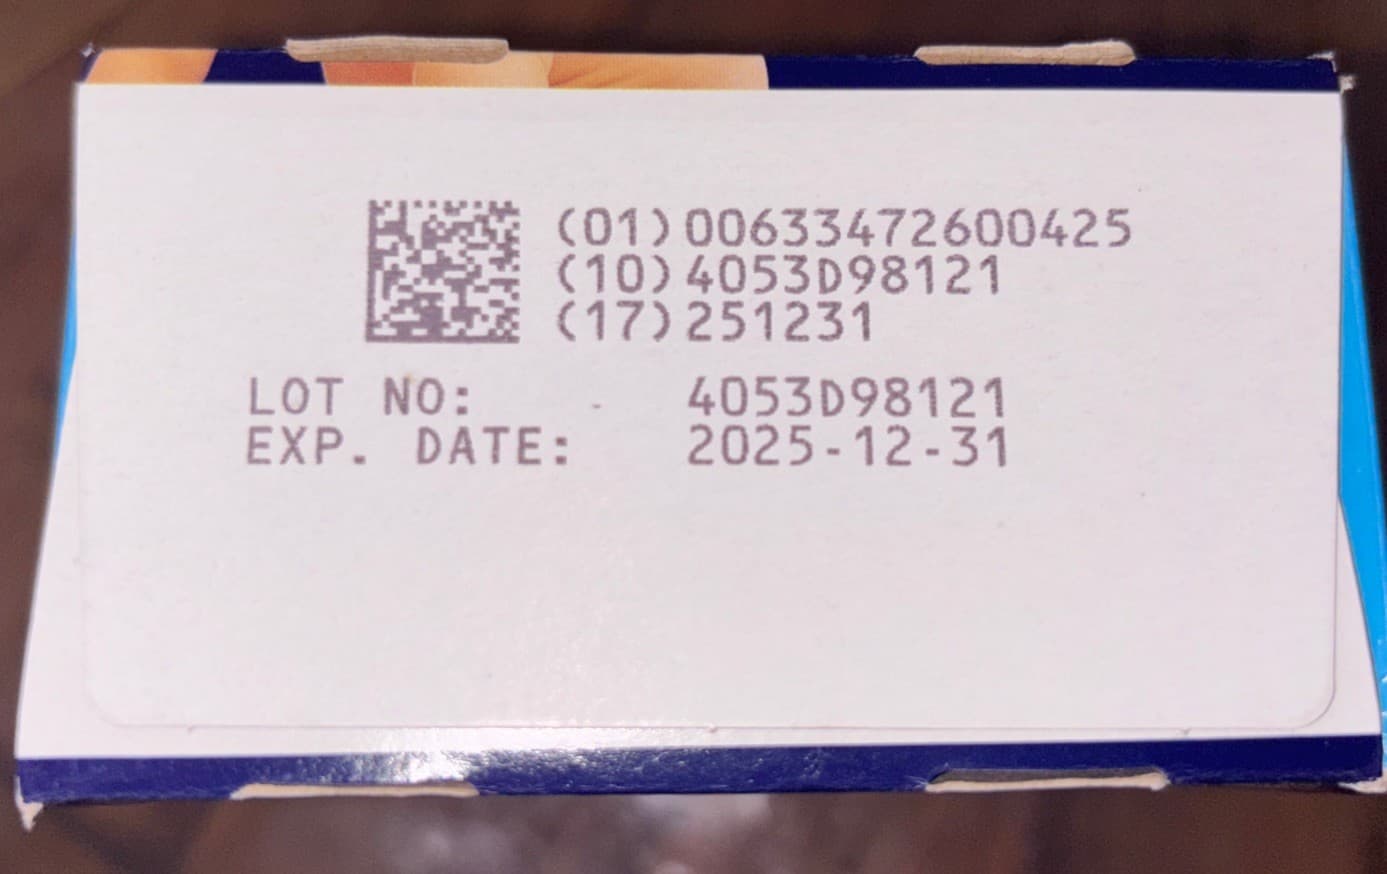 (01)00633472600425
(10)4053D98121
(17)251231
LOT NO: 4053D98121
EXP. DATE: 2025-12-31